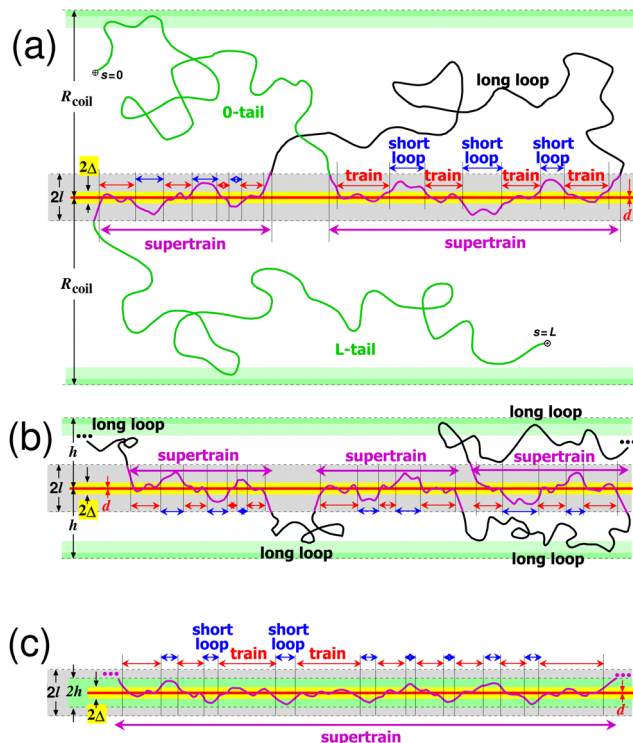 (a)
s=0
R coil
0-tail
long loop
short loop
short loop
short loop
2Δ
train
train
train
train
2l
d
supertrain
supertrain
R coil
L-tail
s=L
(b)
long loop
long loop
h
supertrain
supertrain
supertrain
2l
d
2Δ
h
long loop
long loop
(c)
short loop
short loop
train
train
2l
2h
2Δ
d
supertrain